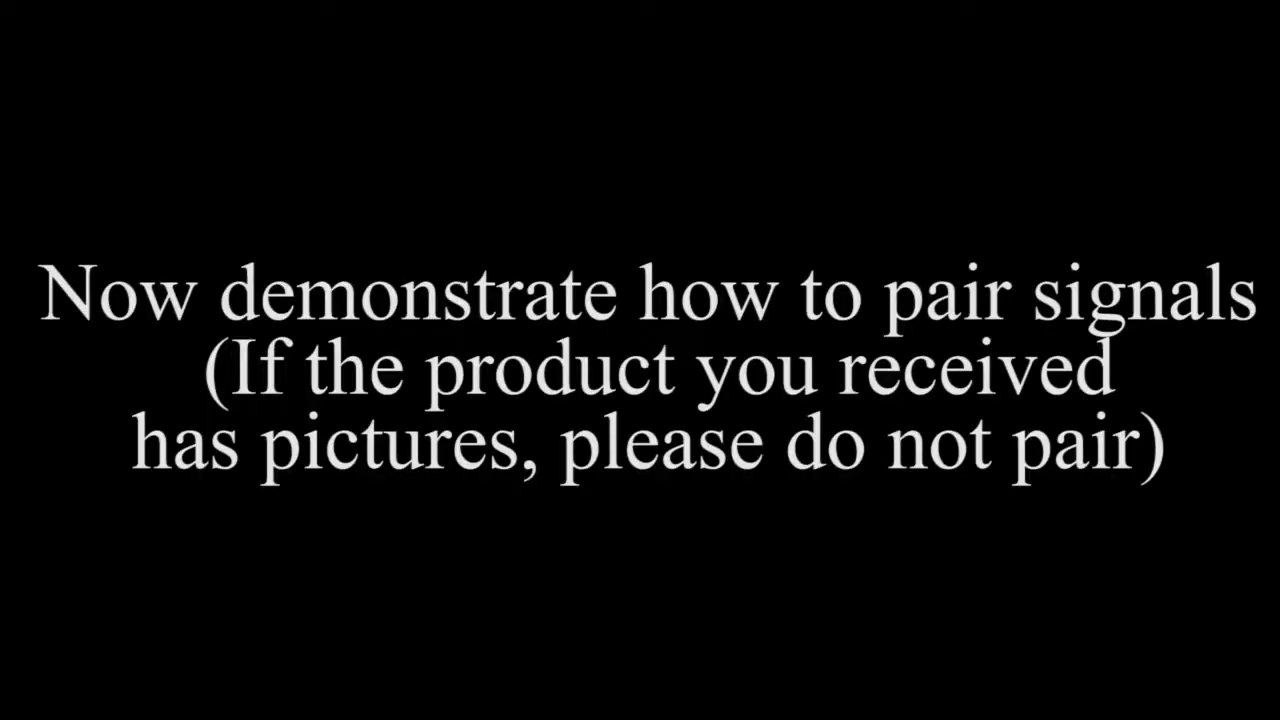 Now demonstrate how to pair signals
(If the product you received
has pictures, please do not pair)